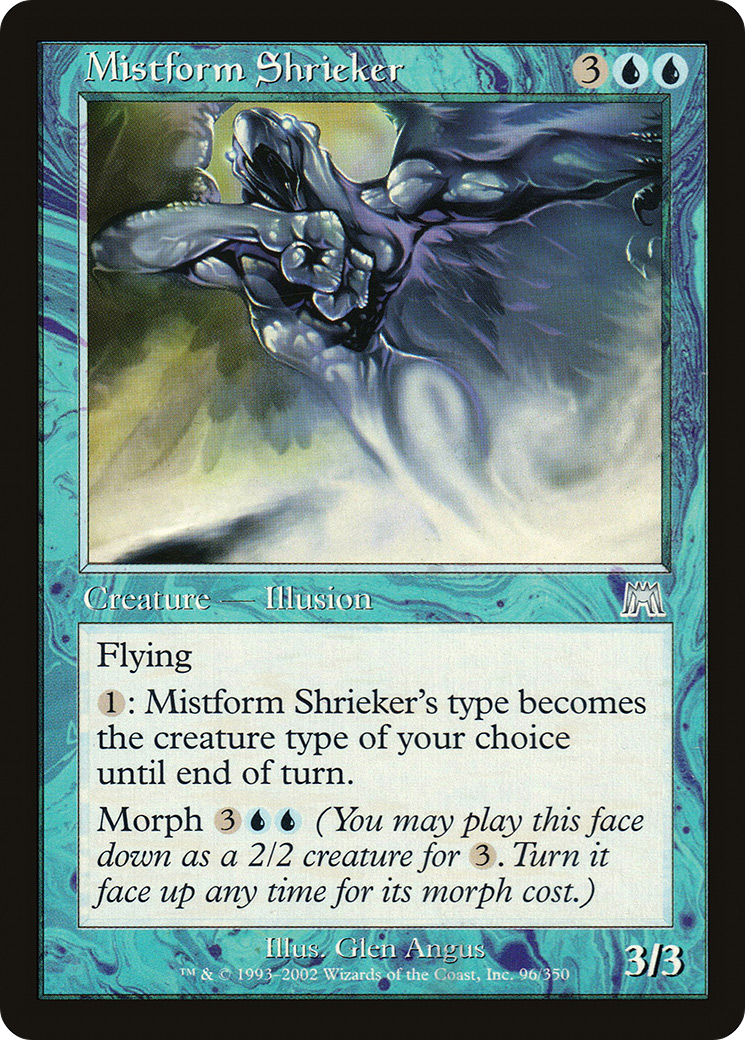 Mistform Shrieker 3
Creature — Illusion
Flying
1: Mistform Shrieker's type becomes
the creature type of your choice
until end of turn.
Morph 3 (You may play this face
down as a 2/2 creature for 3. Turn it
face up any time for its morph cost.)
Illus. Glen Angus
™ & © 1993–2002 Wizards of the Coast, Inc. 96/350
3/3